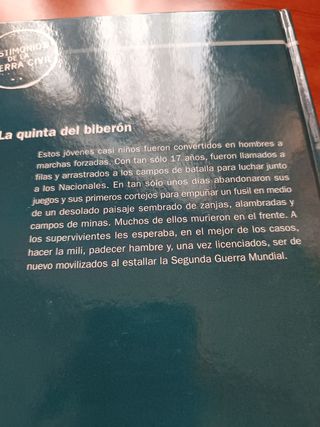 TESTIMONIOS
DE LA
GUERRA CIVIL
La quinta del biberón
Estos jóvenes casi niños fueron convertidos en hombres a
marchas forzadas. Con tan sólo 17 años, fueron llamados a
filas y arrastrados a los campos de batalla para luchar junto
a los Nacionales. En tan sólo unos días abandonaron sus
juegos y sus primeros cortejos para empuñar un fusil en medio
de un desolado paisaje sembrado de zanjas, alambradas y
campos de minas. Muchos de ellos murieron en el frente. A
los supervivientes les esperaba, en el mejor de los casos,
hacer la mili, padecer hambre y, una vez licenciados, ser de
nuevo movilizados al estallar la Segunda Guerra Mundial.